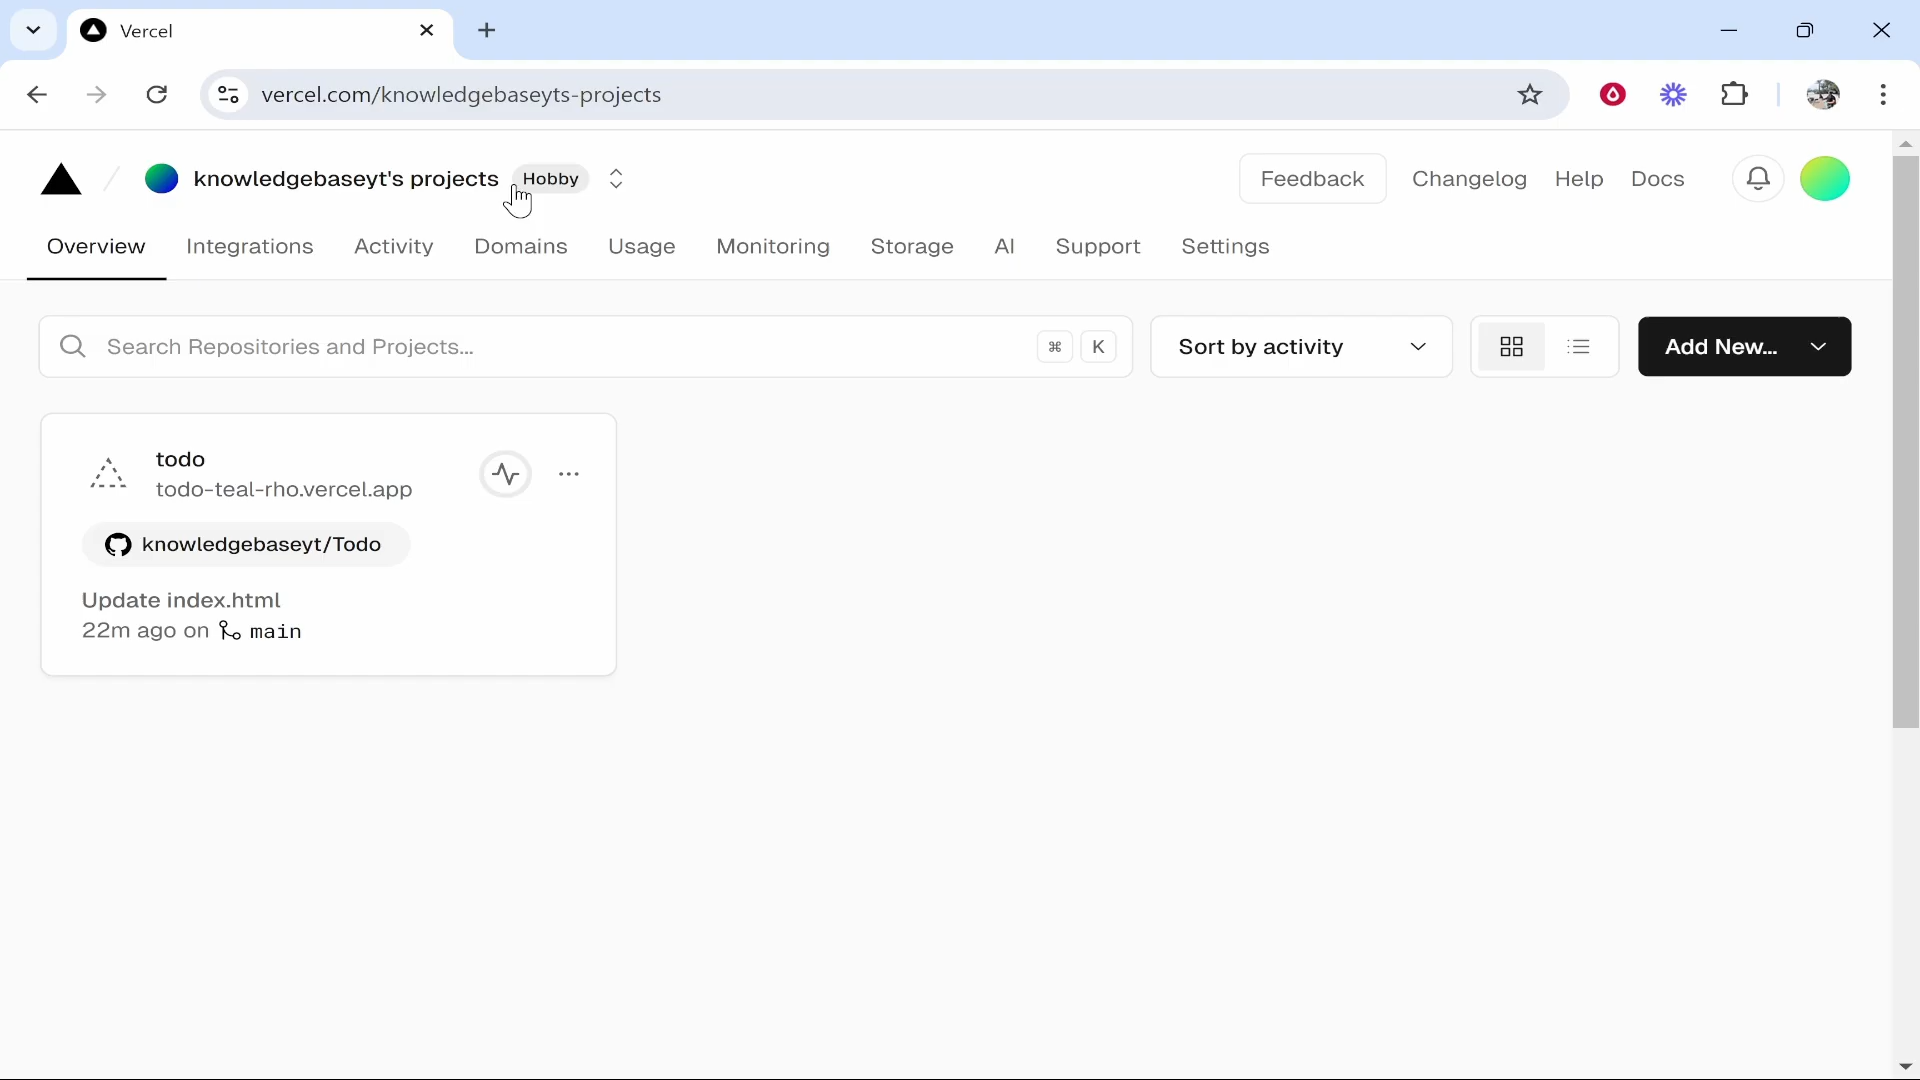 Vercel
vercel.com/knowledgebaseyts-projects
knowledgebaseyt's projects Hobby Feedback Changelog Help Docs
Overview Integrations Activity Domains Usage Monitoring Storage AI Support Settings
Search Repositories and Projects... ⌘ K Sort by activity Add New...
todo
todo-teal-rho.vercel.app
knowledgebaseyt/Todo
Update index.html
22m ago on main